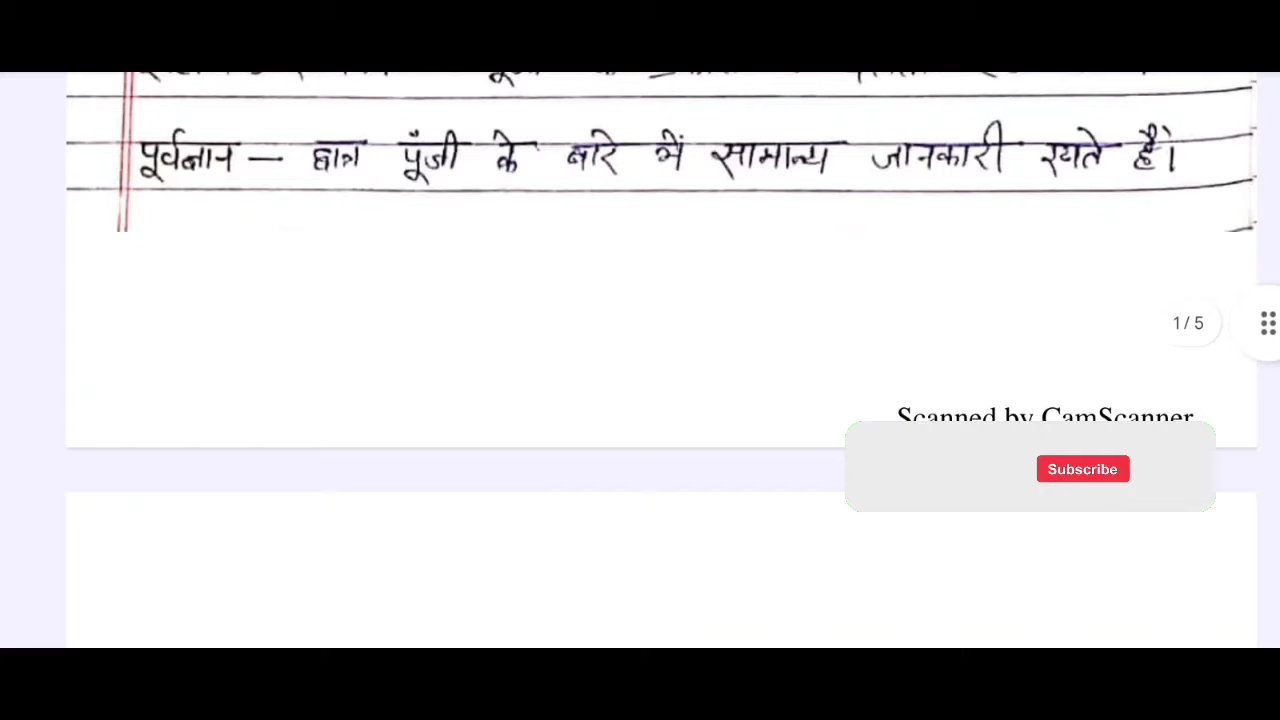 पूर्वज्ञान — छात्र पूँजी के बारे में सामान्य जानकारी रखते हैं।
1 / 5
Scanned by CamScanner
Subscribe